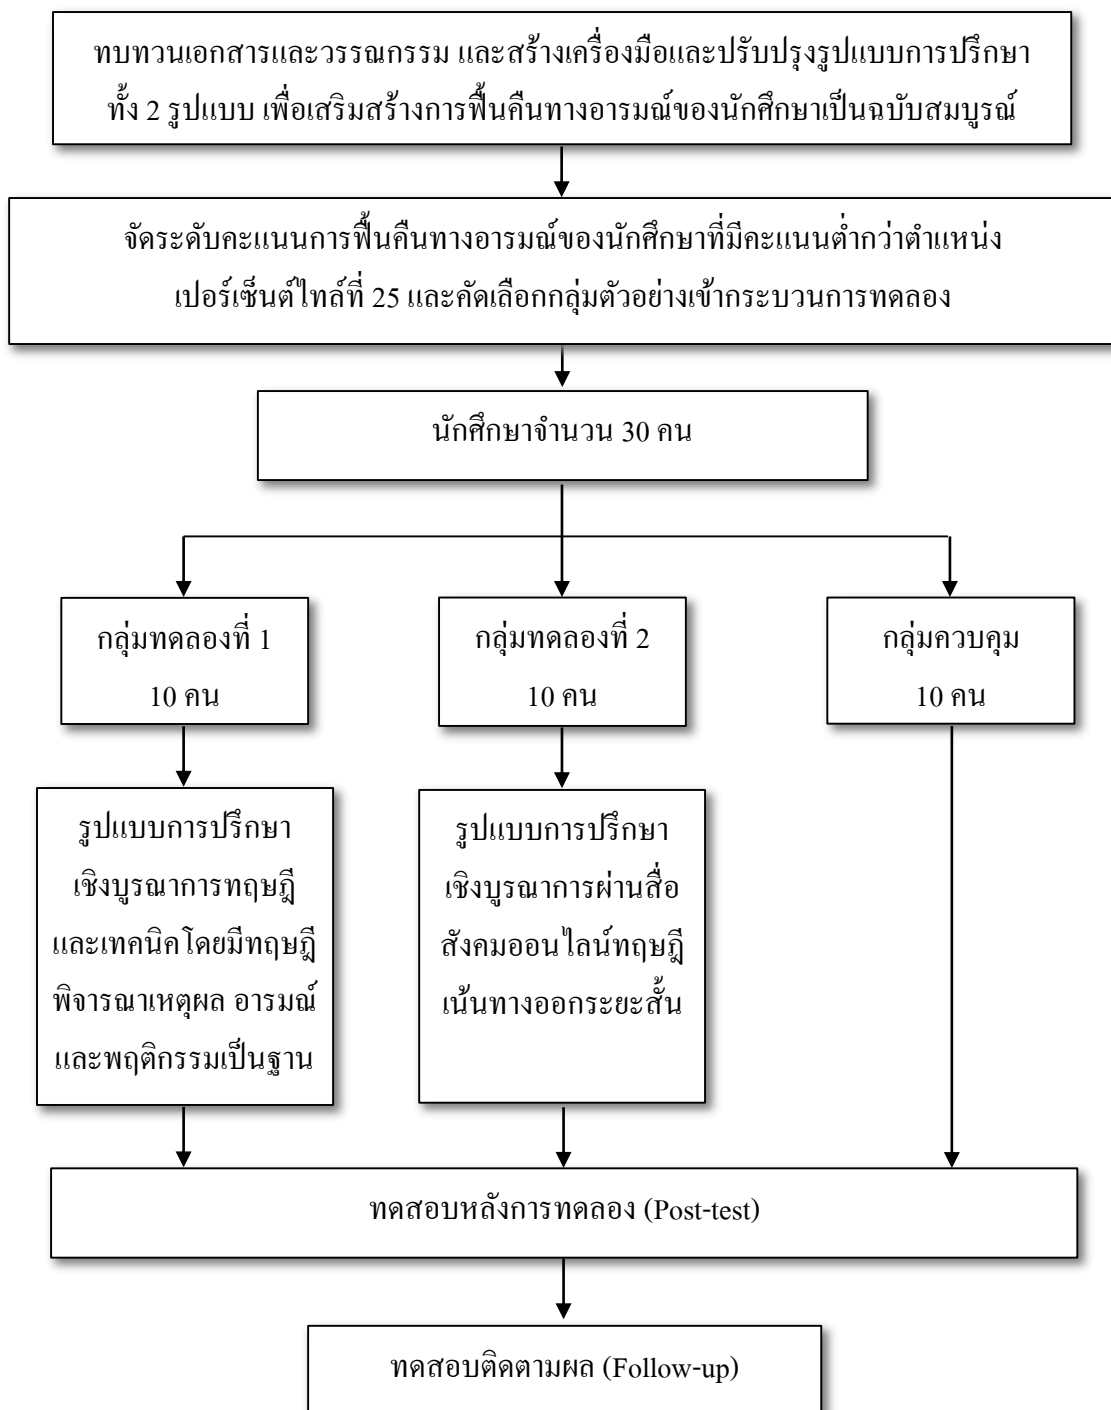 ทบทวนเอกสารและวรรณกรรม และสร้างเครื่องมือและปรับปรุงรูปแบบการปรึกษา
ทั้ง 2 รูปแบบ เพื่อเสริมสร้างการฟื้นคืนทางอารมณ์ของนักศึกษาเป็นฉบับสมบูรณ์
จัดระดับคะแนนการฟื้นคืนทางอารมณ์ของนักศึกษาที่มีคะแนนต่ำกว่าตำแหน่ง
เปอร์เซ็นต์ไทล์ที่ 25 และคัดเลือกกลุ่มตัวอย่างเข้ากระบวนการทดลอง
นักศึกษาจำนวน 30 คน
กลุ่มทดลองที่ 1
10 คน
กลุ่มทดลองที่ 2
10 คน
กลุ่มควบคุม
10 คน
รูปแบบการปรึกษา
เชิงบูรณาการทฤษฎี
และเทคนิคโดยมีทฤษฎี
พิจารณาเหตุผล อารมณ์
และพฤติกรรมเป็นฐาน
รูปแบบการปรึกษา
เชิงบูรณาการผ่านสื่อ
สังคมออนไลน์ทฤษฎี
เน้นทางออกระยะสั้น
ทดสอบหลังการทดลอง (Post-test)
ทดสอบติดตามผล (Follow-up)